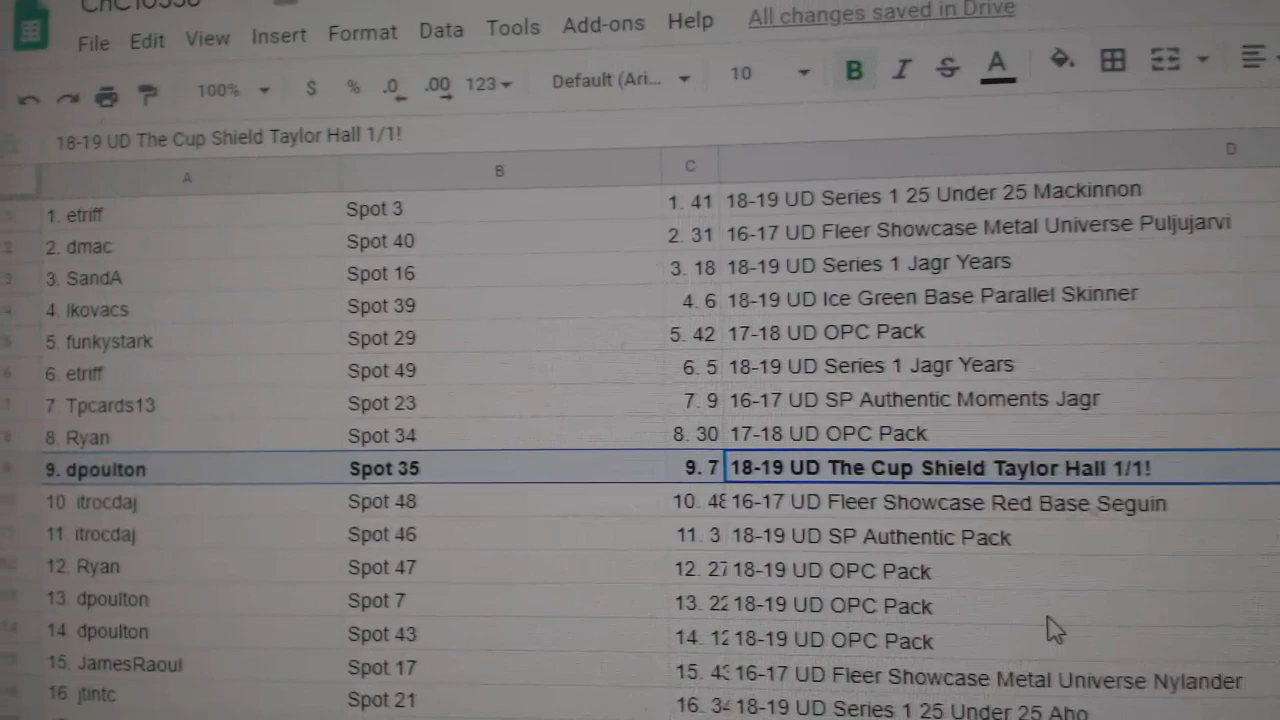 File Edit View Insert Format Data Tools Add-ons Help All changes saved in Drive
100% $ % .0 .00 123 Default (Ari... 10 B I S A
18-19 UD The Cup Shield Taylor Hall 1/1!
A B C D
1. etriff Spot 3 1. 41 18-19 UD Series 1 25 Under 25 Mackinnon
2. dmac Spot 40 2. 31 16-17 UD Fleer Showcase Metal Universe Puljujarvi
3. SandA Spot 16 3. 18 18-19 UD Series 1 Jagr Years
4. lkovacs Spot 39 4. 6 18-19 UD Ice Green Base Parallel Skinner
5. funkystark Spot 29 5. 42 17-18 UD OPC Pack
6. etriff Spot 49 6. 5 18-19 UD Series 1 Jagr Years
7 Tpcards13 Spot 23 7. 9 16-17 UD SP Authentic Moments Jagr
8. Ryan Spot 34 8. 30 17-18 UD OPC Pack
9. dpoulton Spot 35 9. 7 18-19 UD The Cup Shield Taylor Hall 1/1!
10 itrocdaj Spot 48 10. 48 16-17 UD Fleer Showcase Red Base Seguin
11. itrocdaj Spot 46 11. 3 18-19 UD SP Authentic Pack
12. Ryan Spot 47 12. 27 18-19 UD OPC Pack
13. dpoulton Spot 7 13. 22 18-19 UD OPC Pack
14 dpoulton Spot 43 14. 12 18-19 UD OPC Pack
15. JamesRaoul Spot 17 15. 43 16-17 UD Fleer Showcase Metal Universe Nylander
16 jtintc Spot 21 16. 34 18-19 UD Series 1 25 Under 25 Aho